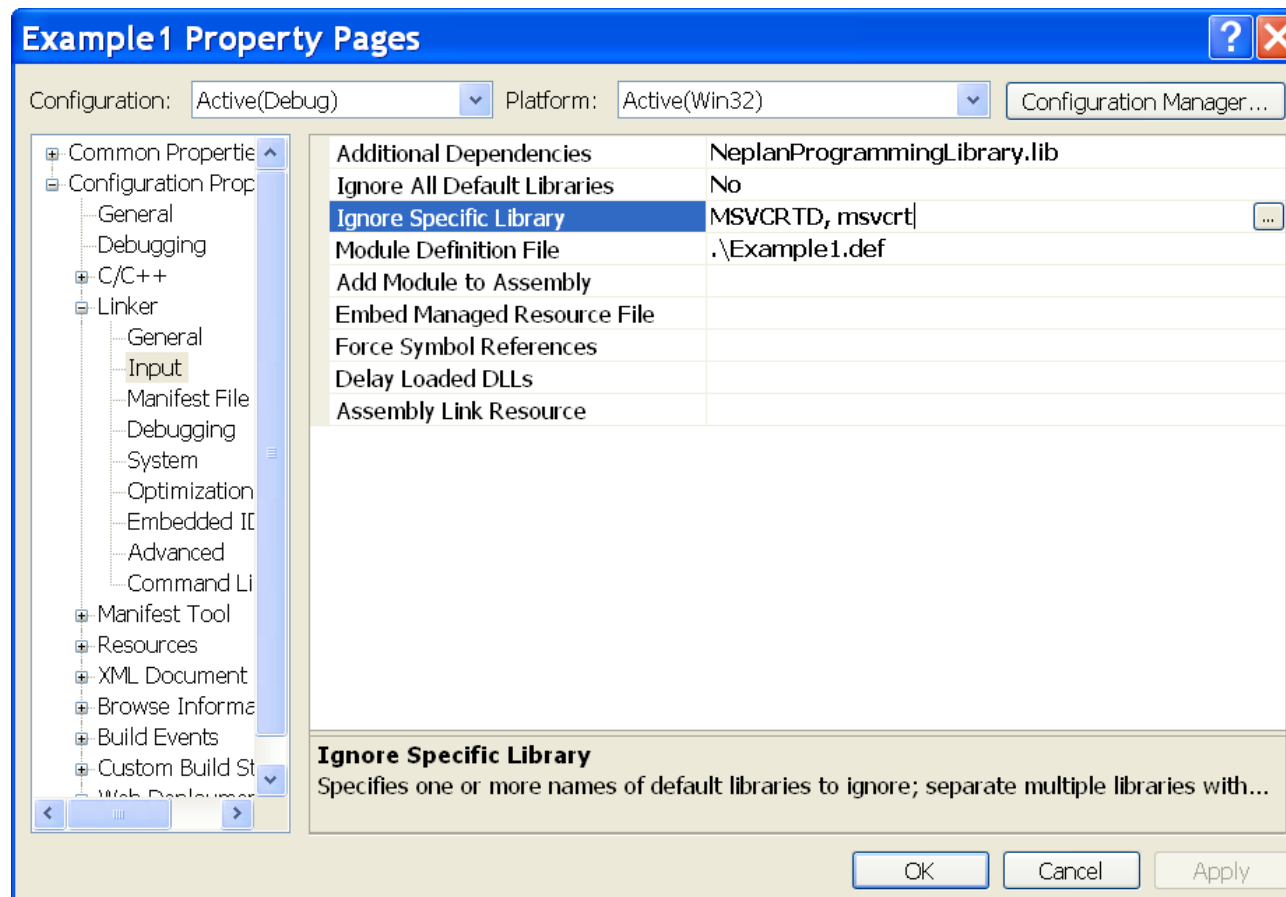 Example1 Property Pages
Configuration: Active(Debug) Platform: Active(Win32) Configuration Manager...
Common Propertie
Configuration Prop
General
Debugging
C/C++
Linker
General
Input
Manifest File
Debugging
System
Optimization
Embedded ID
Advanced
Command Li
Manifest Tool
Resources
XML Document
Browse Informa
Build Events
Custom Build St
Additional Dependencies NeplanProgrammingLibrary.lib
Ignore All Default Libraries No
Ignore Specific Library MSVCRTD, msvcrt ...
Module Definition File .\Example1.def
Add Module to Assembly
Embed Managed Resource File
Force Symbol References
Delay Loaded DLLs
Assembly Link Resource
Ignore Specific Library
Specifies one or more names of default libraries to ignore; separate multiple libraries with...
OK Cancel Apply